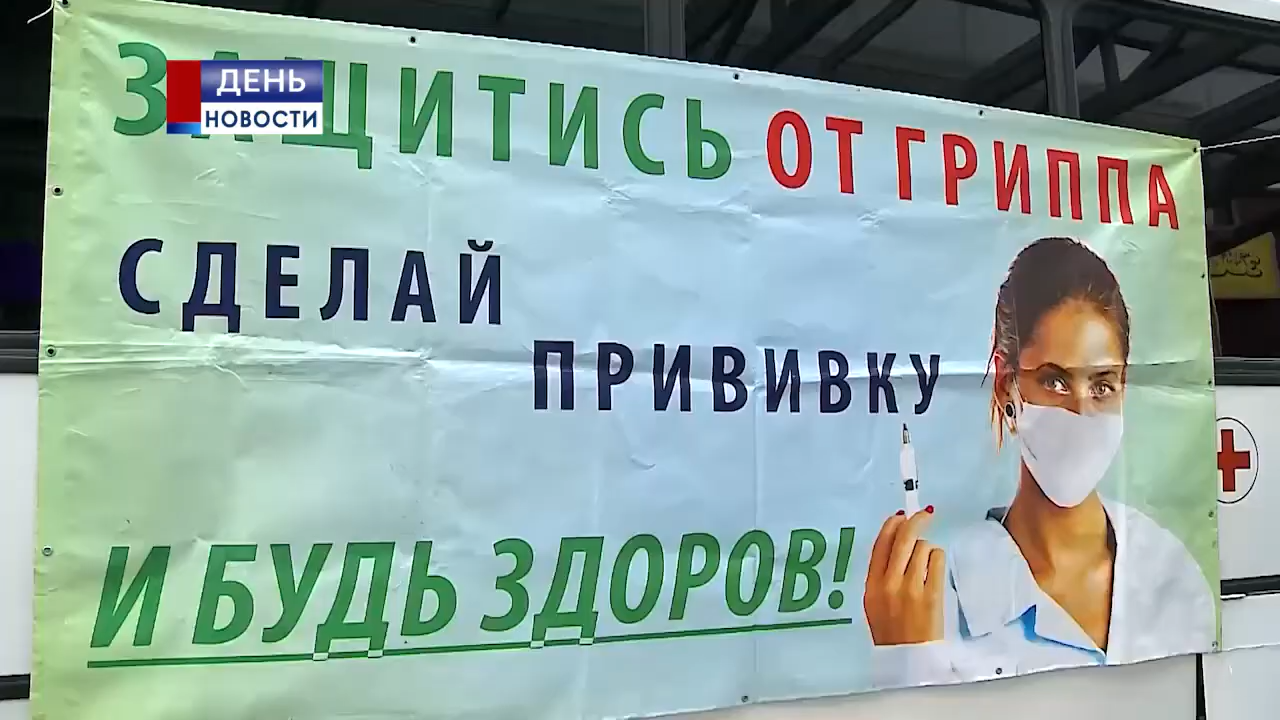 ДЕНЬ
НОВОСТИ
ЗАЩИТИСЬ ОТ ГРИППА
СДЕЛАЙ
ПРИВИВКУ
И БУДЬ ЗДОРОВ!